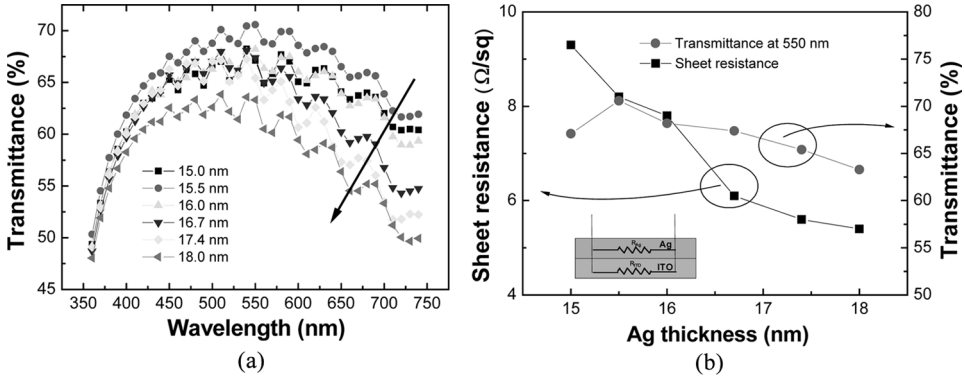 (a)
Transmittance (%)
70
65
60
55
50
45
15.0 nm
15.5 nm
16.0 nm
16.7 nm
17.4 nm
18.0 nm
350 400 450 500 550 600 650 700 750
Wavelength (nm)
(a)
10
8
6
4
Sheet resistance (Ω/sq)
Transmittance at 550 nm
Sheet resistance
R_Ag Ag
R_ITO ITO
80
75
70
65
60
55
50
Transmittance (%)
15 16 17 18
Ag thickness (nm)
(b)